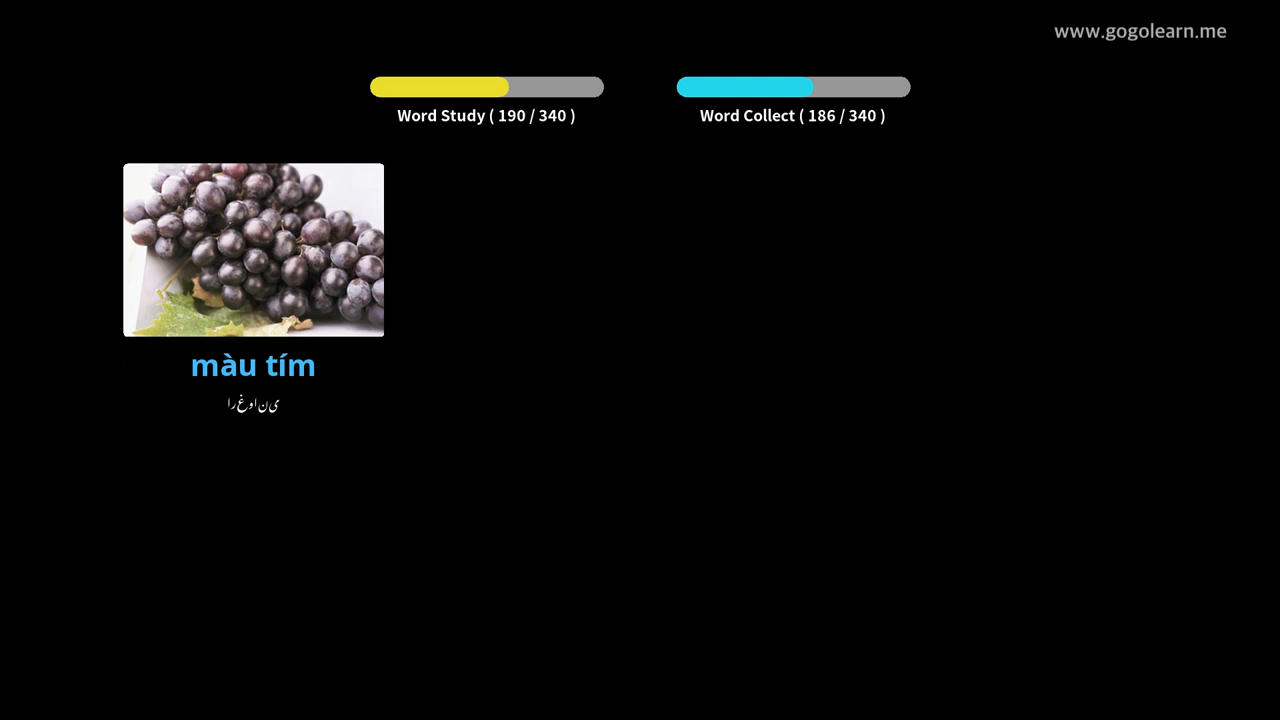 www.gogolearn.me
Word Study ( 190 / 340 )
Word Collect ( 186 / 340 )
màu tím
ارغوانی